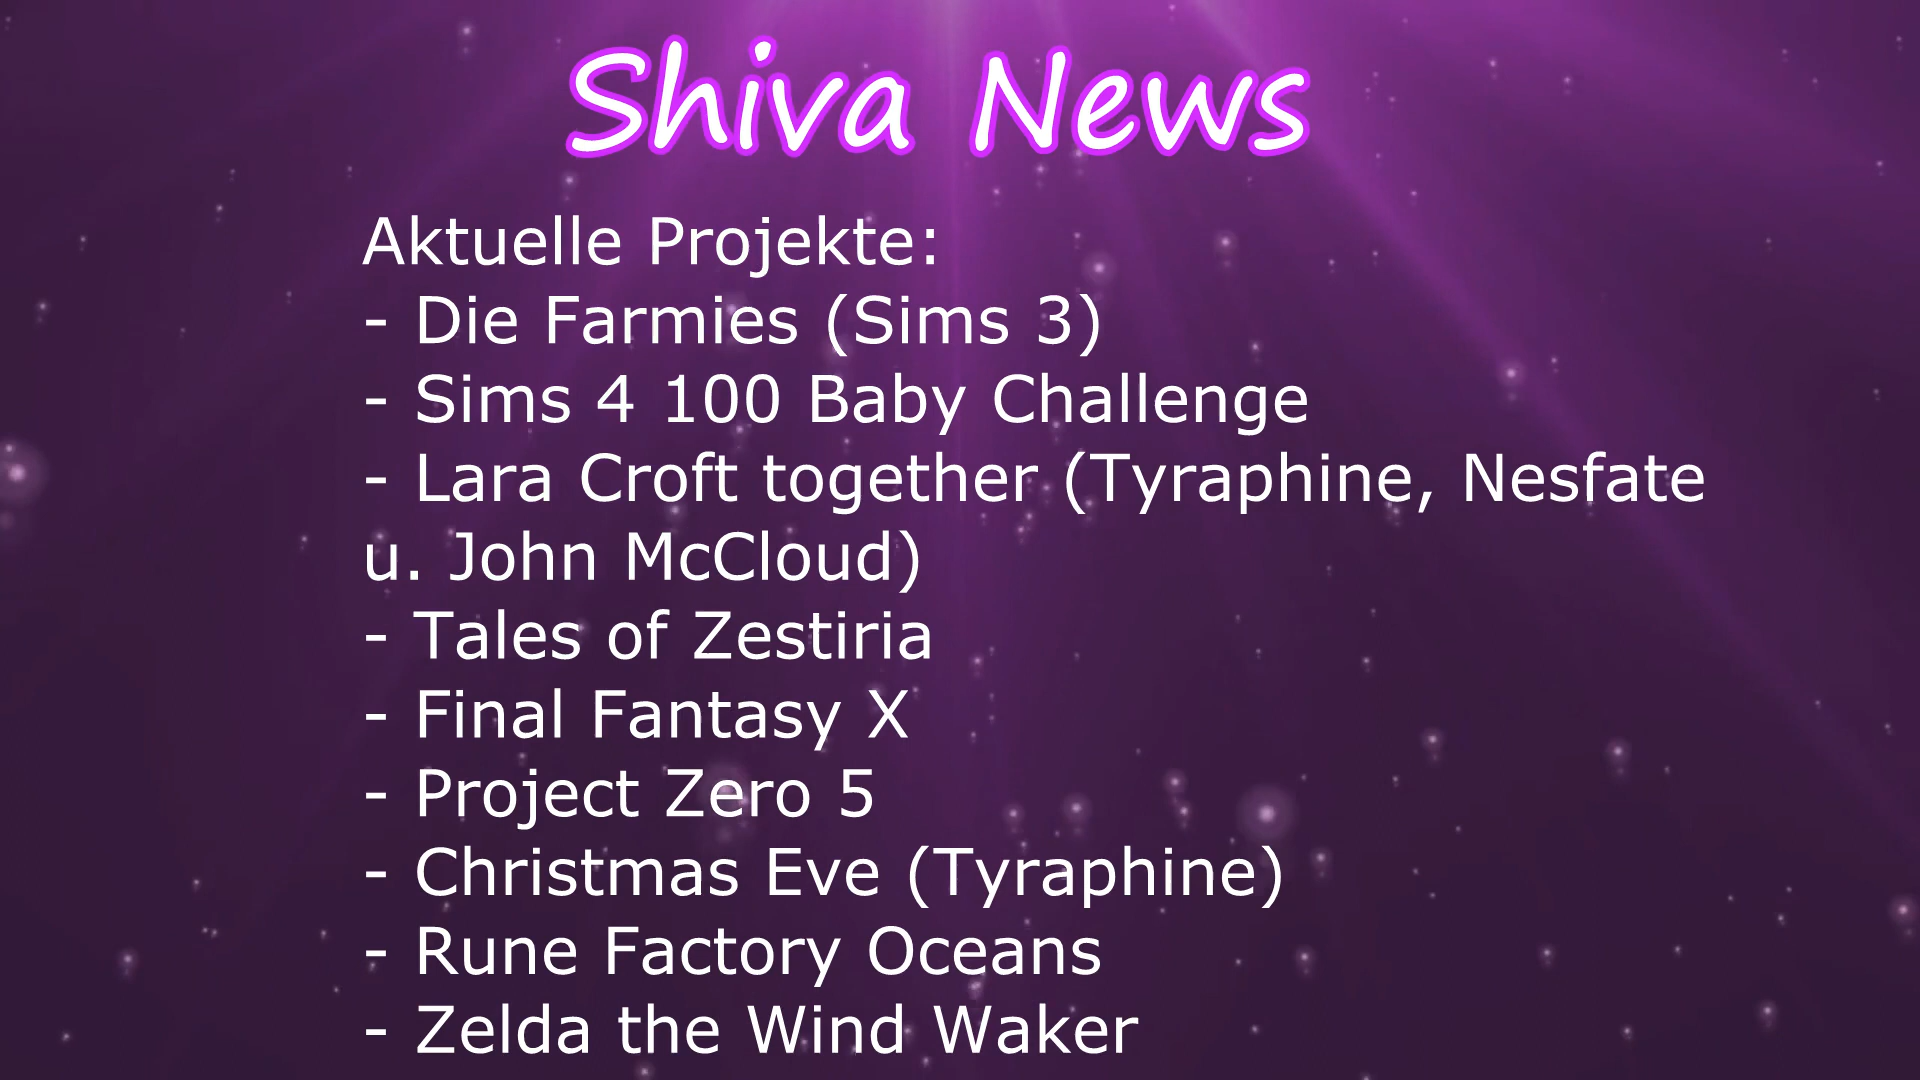 Shiva News
Aktuelle Projekte:
- Die Farmies (Sims 3)
- Sims 4 100 Baby Challenge
- Lara Croft together (Tyraphine, Nesfate
u. John McCloud)
- Tales of Zestiria
- Final Fantasy X
- Project Zero 5
- Christmas Eve (Tyraphine)
- Rune Factory Oceans
- Zelda the Wind Waker